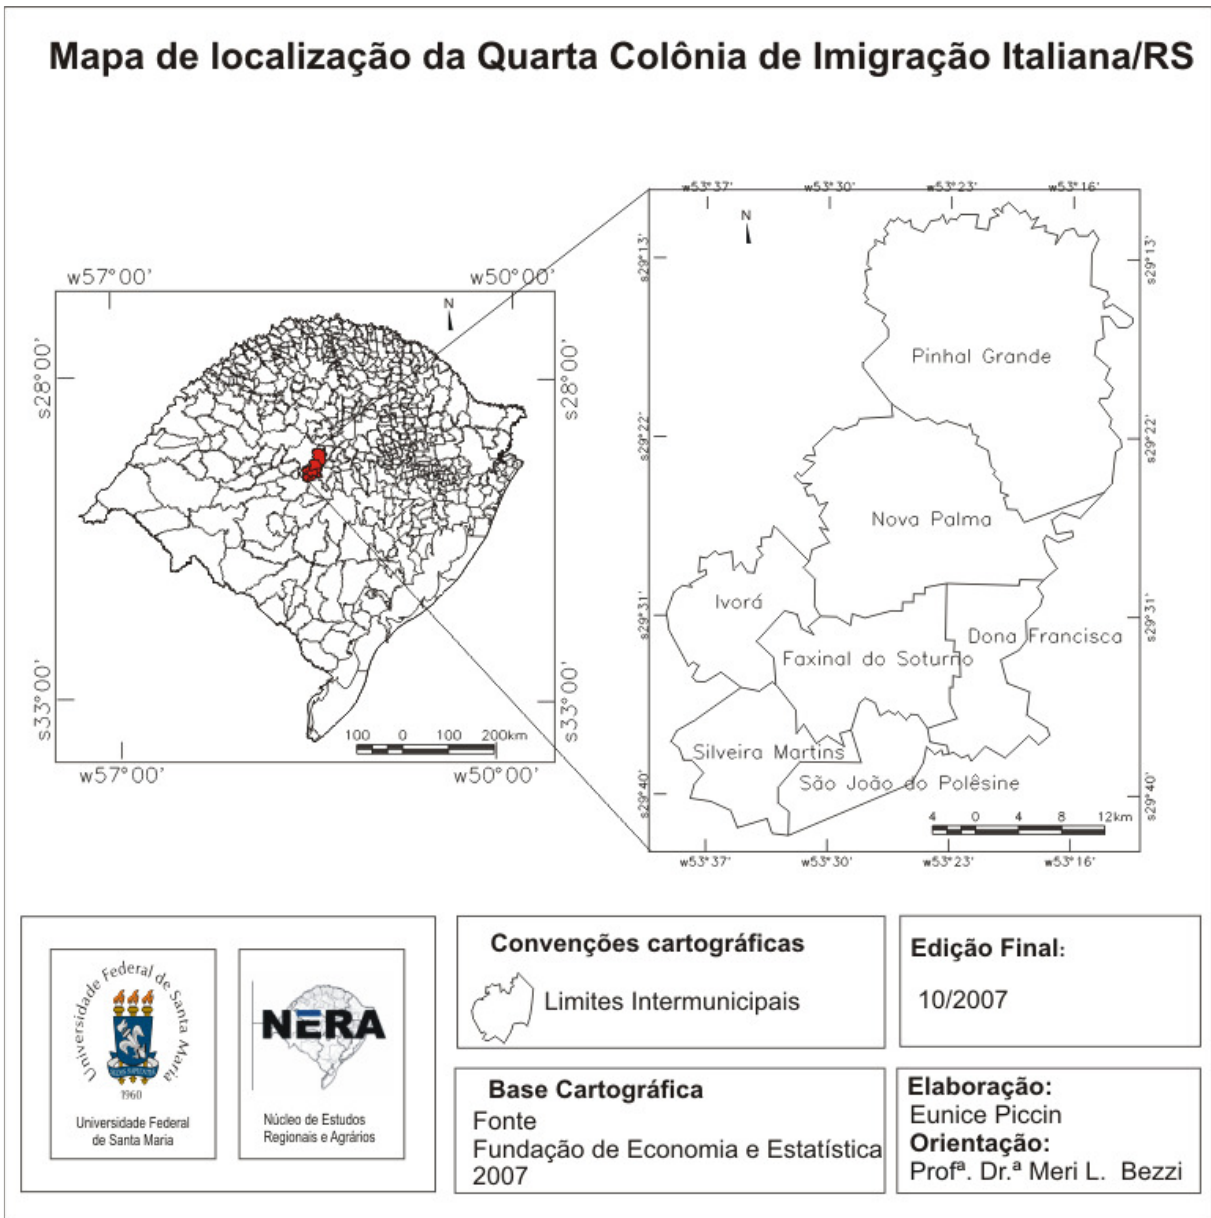 Mapa de localização da Quarta Colônia de Imigração Italiana/RS
w57°00' w50°00'
N
s28°00' s28°00'
s33°00' s33°00'
100 0 100 200km
w57°00' w50°00'
w53°37' w53°30' w53°23' w53°16'
N
s29°13' s29°13'
Pinhal Grande
s29°22' s29°22'
Nova Palma
Ivorá
s29°31' s29°31'
Dona Francisca
Faxinal do Soturno
Silveira Martins
São João do Polêsine
s29°40' s29°40'
4 0 4 8 12km
w53°37' w53°30' w53°23' w53°16'
Universidade Federal de Santa Maria
1960
Universidade Federal
de Santa Maria
NERA
Núcleo de Estudos
Regionais e Agrários
Convenções cartográficas
Limites Intermunicipais
Base Cartográfica
Fonte
Fundação de Economia e Estatística
2007
Edição Final:
10/2007
Elaboração:
Eunice Piccin
Orientação:
Profª. Dr.ª Meri L. Bezzi